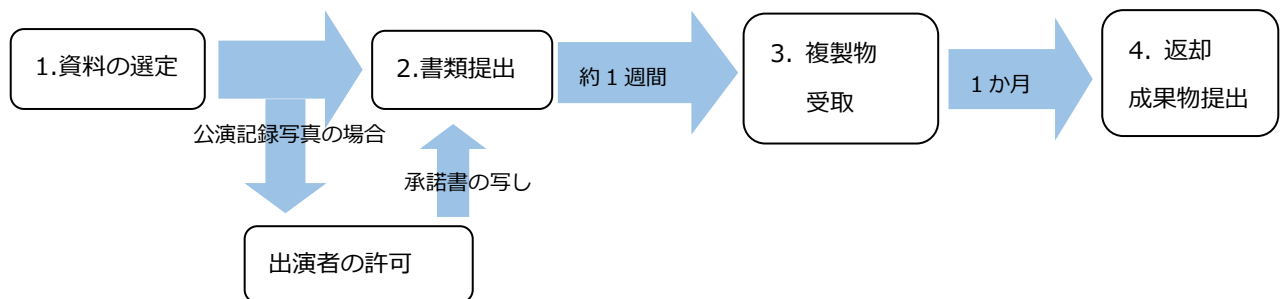 1.資料の選定
2.書類提出
約1週間
3. 複製物
受取
1か月
4. 返却
成果物提出
公演記録写真の場合
承諾書の写し
出演者の許可